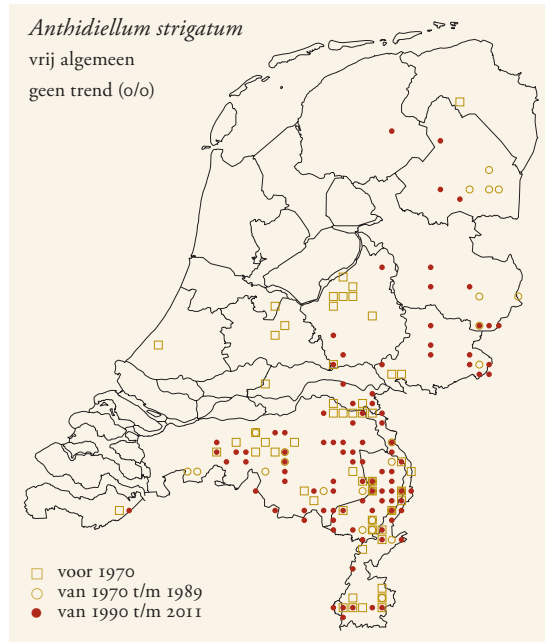 Anthidiellum strigatum
vrij algemeen
geen trend (0/0)
voor 1970
van 1970 t/m 1989
van 1990 t/m 2011